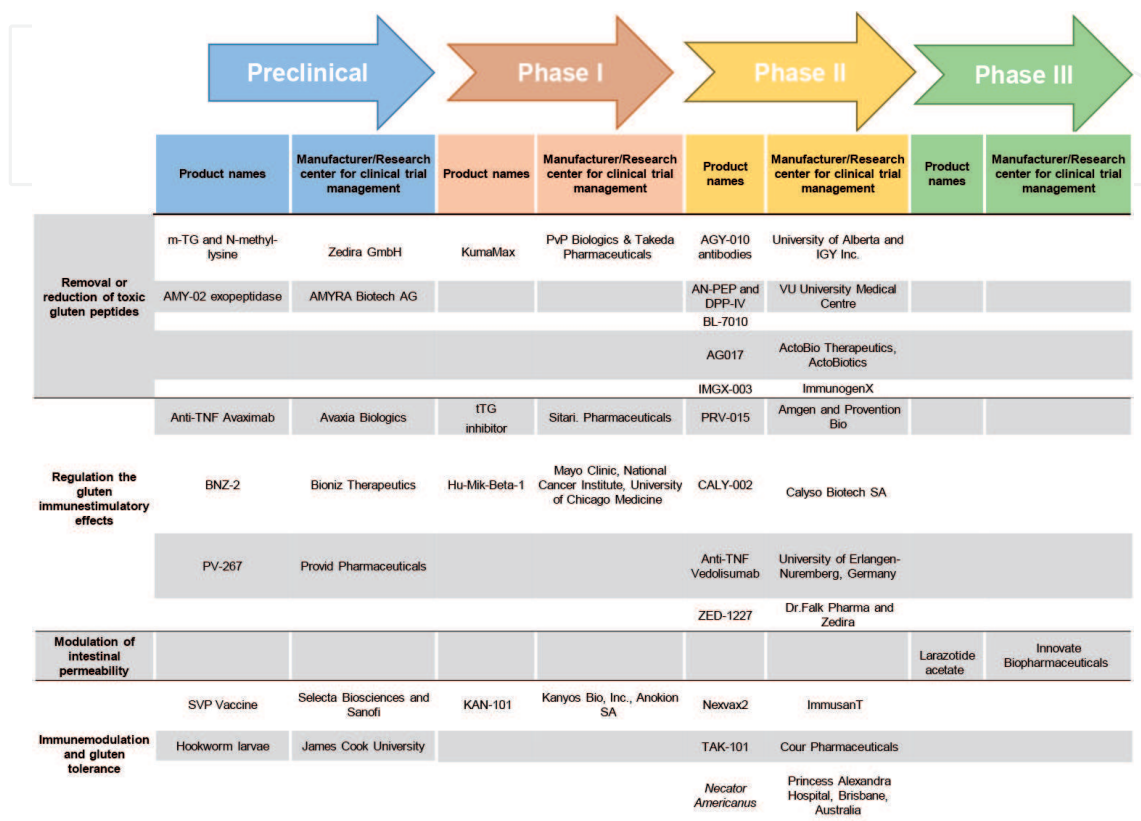 Preclinical
Phase I
Phase II
Phase III
Product names
Manufacturer/Research
center for clinical trial
management
Product names
Manufacturer/Research
center for clinical trial
management
Product
names
Manufacturer/Research
center for clinical trial
management
Product
names
Manufacturer/Research
center for clinical trial
management
Removal or
reduction of toxic
gluten peptides
m-TG and N-methyl-
lysine
Zedira GmbH
KumaMax
PvP Biologics & Takeda
Pharmaceuticals
AGY-010
antibodies
University of Alberta and
IGY Inc.
AMY-02 exopeptidase
AMYRA Biotech AG
AN-PEP and
DPP-IV
VU University Medical
Centre
BL-7010
AG017
ActoBio Therapeutics,
ActoBiotics
IMGX-003
ImmunogenX
Regulation the
gluten
immunestimulatory
effects
Anti-TNF Avaximab
Avaxia Biologics
tTG
inhibitor
Sitari. Pharmaceuticals
PRV-015
Amgen and Provention
Bio
BNZ-2
Bioniz Therapeutics
Hu-Mik-Beta-1
Mayo Clinic, National
Cancer Institute, University
of Chicago Medicine
CALY-002
Calyso Biotech SA
PV-267
Provid Pharmaceuticals
Anti-TNF
Vedolisumab
University of Erlangen-
Nuremberg, Germany
ZED-1227
Dr.Falk Pharma and
Zedira
Modulation of
intestinal
permeability
Larazotide
acetate
Innovate
Biopharmaceuticals
Immunemodulation
and gluten
tolerance
SVP Vaccine
Selecta Biosciences and
Sanofi
KAN-101
Kanyos Bio, Inc., Anokion
SA
Nexvax2
ImmusanT
Hookworm larvae
James Cook University
TAK-101
Cour Pharmaceuticals
Necator
Americanus
Princess Alexandra
Hospital, Brisbane,
Australia